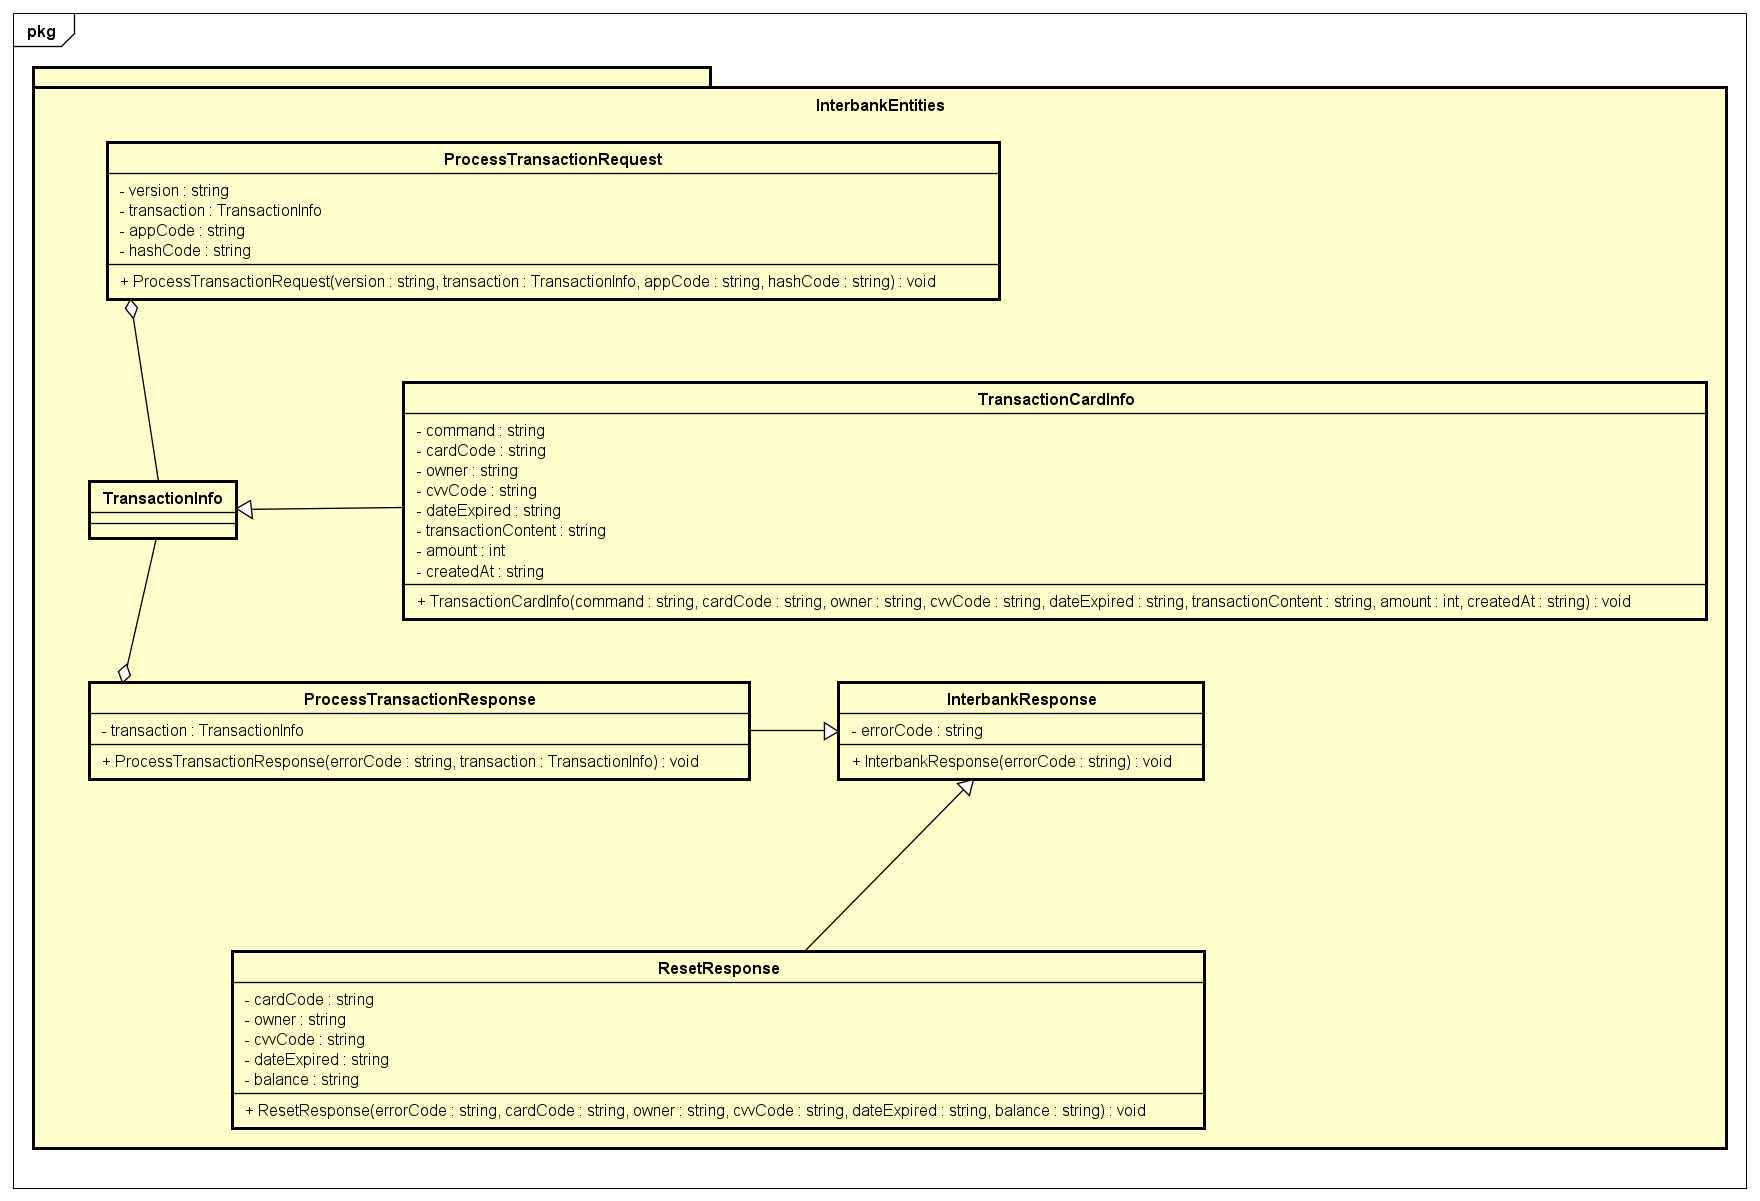 pkg
InterbankEntities
ProcessTransactionRequest
- version : string
- transaction : TransactionInfo
- appCode : string
- hashCode : string
+ ProcessTransactionRequest(version : string, transaction : TransactionInfo, appCode : string, hashCode : string) : void
TransactionCardInfo
- command : string
- cardCode : string
- owner : string
- cvvCode : string
- dateExpired : string
- transactionContent : string
- amount : int
- createdAt : string
+ TransactionCardInfo(command : string, cardCode : string, owner : string, cvvCode : string, dateExpired : string, transactionContent : string, amount : int, createdAt : string) : void
TransactionInfo
ProcessTransactionResponse
- transaction : TransactionInfo
+ ProcessTransactionResponse(errorCode : string, transaction : TransactionInfo) : void
InterbankResponse
- errorCode : string
+ InterbankResponse(errorCode : string) : void
ResetResponse
- cardCode : string
- owner : string
- cvvCode : string
- dateExpired : string
- balance : string
+ ResetResponse(errorCode : string, cardCode : string, owner : string, cvvCode : string, dateExpired : string, balance : string) : void